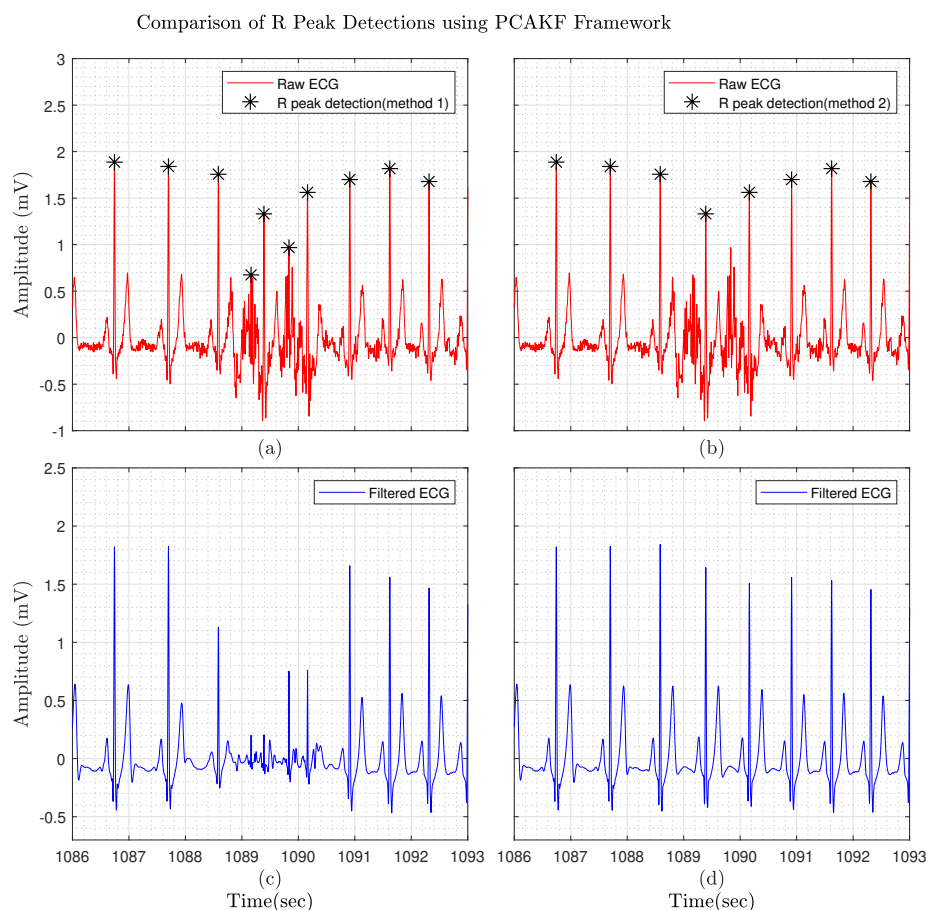 Comparison of R Peak Detections using PCAKF Framework
3
2.5
2
1.5
1
0.5
0
-0.5
-1
Amplitude (mV)
Raw ECG
R peak detection(method 1)
(a)
Raw ECG
R peak detection(method 2)
(b)
2.5
2
1.5
1
0.5
0
-0.5
Amplitude (mV)
Filtered ECG
1086 1087 1088 1089 1090 1091 1092 1093
(c)
Time(sec)
Filtered ECG
1086 1087 1088 1089 1090 1091 1092 1093
(d)
Time(sec)